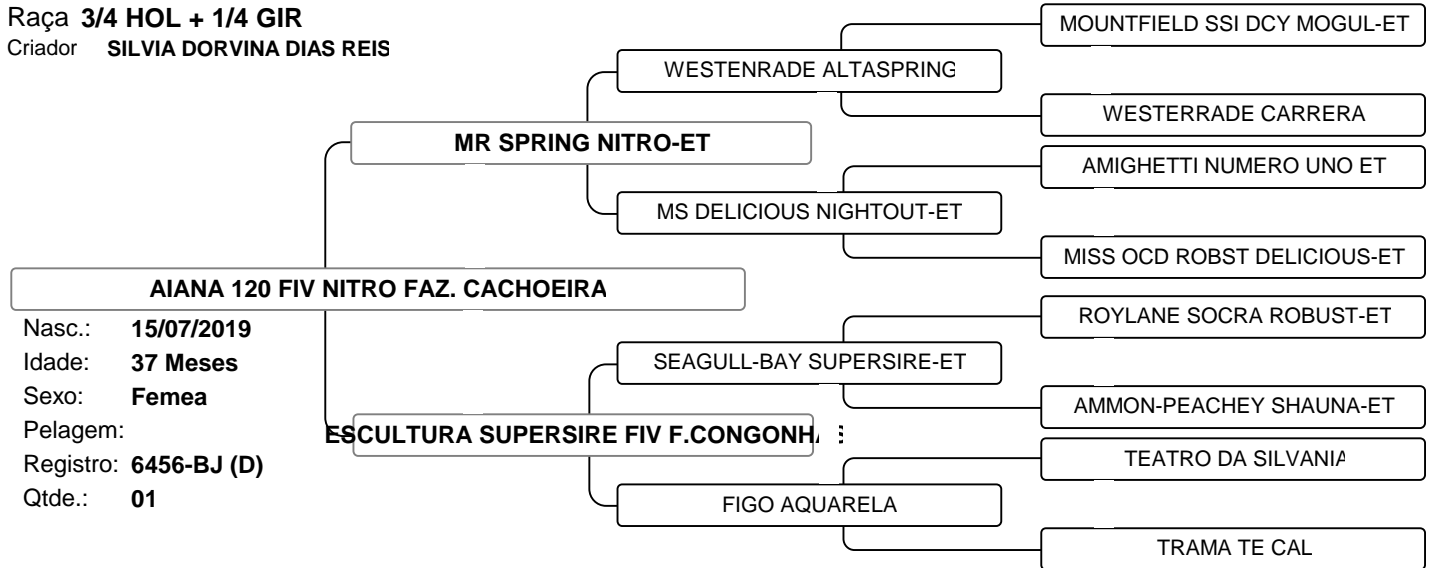 Raça 3/4 HOL + 1/4 GIR
Criador SILVIA DORVINA DIAS REIS
MOUNTFIELD SSI DCY MOGUL-ET
WESTENRADE ALTASPRING
WESTERRADE CARRERA
MR SPRING NITRO-ET
AMIGHETTI NUMERO UNO ET
MS DELICIOUS NIGHTOUT-ET
MISS OCD ROBST DELICIOUS-ET
AIANA 120 FIV NITRO FAZ. CACHOEIRA
Nasc.: 15/07/2019
Idade: 37 Meses
Sexo: Femea
Pelagem:
Registro: 6456-BJ (D)
Qtde.: 01
ROYLANE SOCRA ROBUST-ET
SEAGULL-BAY SUPERSIRE-ET
AMMON-PEACHEY SHAUNA-ET
ESCULTURA SUPERSIRE FIV
TEATRO DA SILVANIA
FIGO AQUARELA
TRAMA TE CAL